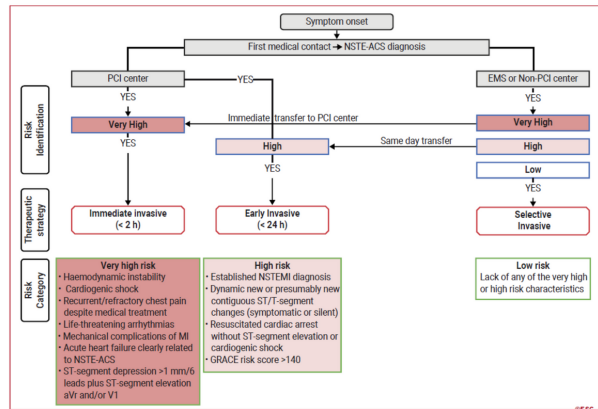 Symptom onset
First medical contact → NSTE-ACS diagnosis
PCI center
YES
EMS or Non-PCI center
YES
YES
Very High
Immediate transfer to PCI center
Very High
YES
High
Same day transfer
High
YES
Low
YES
Immediate invasive
(< 2 h)
Early Invasive
(< 24 h)
Selective
Invasive
Risk
Identification
Therapeutic
strategy
Risk
Category
Very high risk
• Haemodynamic instability
• Cardiogenic shock
• Recurrent/refractory chest pain
despite medical treatment
• Life-threatening arrhythmias
• Mechanical complications of MI
• Acute heart failure clearly related
to NSTE-ACS
• ST-segment depression >1 mm/6
leads plus ST-segment elevation
aVr and/or V1
High risk
• Established NSTEMI diagnosis
• Dynamic new or presumably new
contiguous ST/T-segment
changes (symptomatic or silent)
• Resuscitated cardiac arrest
without ST-segment elevation or
cardiogenic shock
• GRACE risk score >140
Low risk
Lack of any of the very high
or high risk characteristics